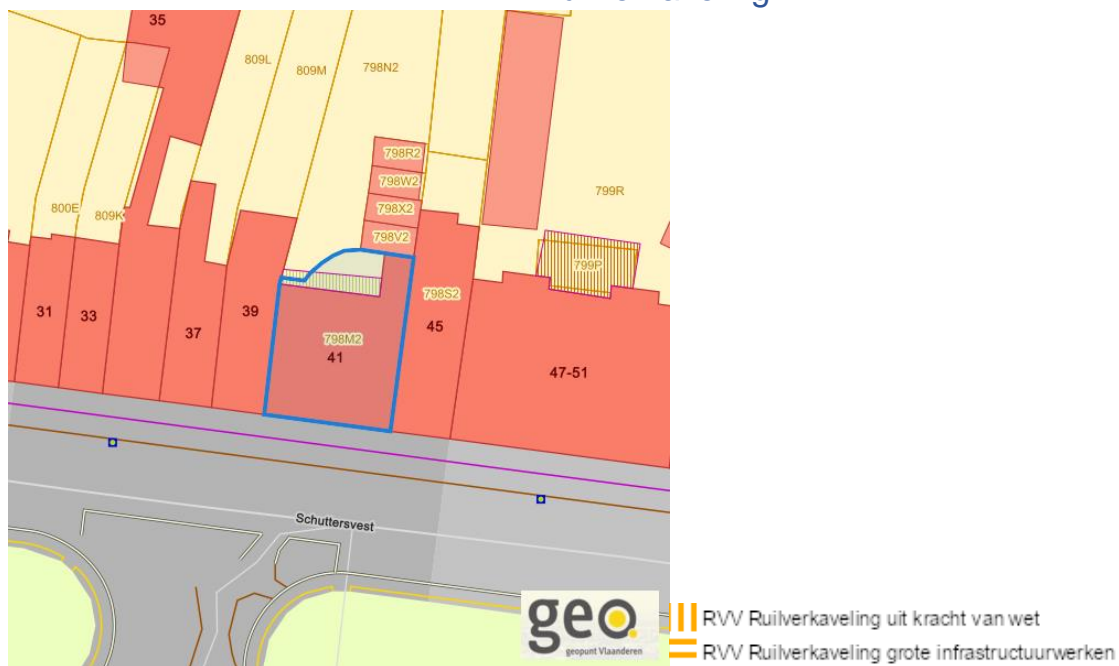 35
809L
809M
798N2
798R2
798W2
798X2
798V2
799R
800E
809K
799P
798S2
31
33
37
39
798M2
41
45
47-51
Schuttersvest
geo.
geopunt Vlaanderen
RVV Ruilverkaveling uit kracht van wet
RVV Ruilverkaveling grote infrastructuurwerken